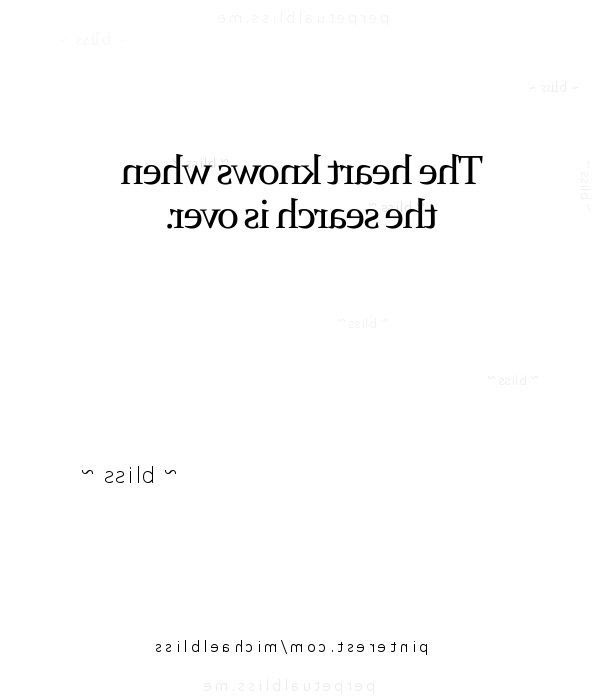 perpetualbliss.me
~ bliss ~
~ bliss ~
The heart knows when
the search is over.
~ bliss ~
~ bliss ~
~ bliss ~
~ bliss ~
pinterest.com/michaelbliss
perpetualbliss.me